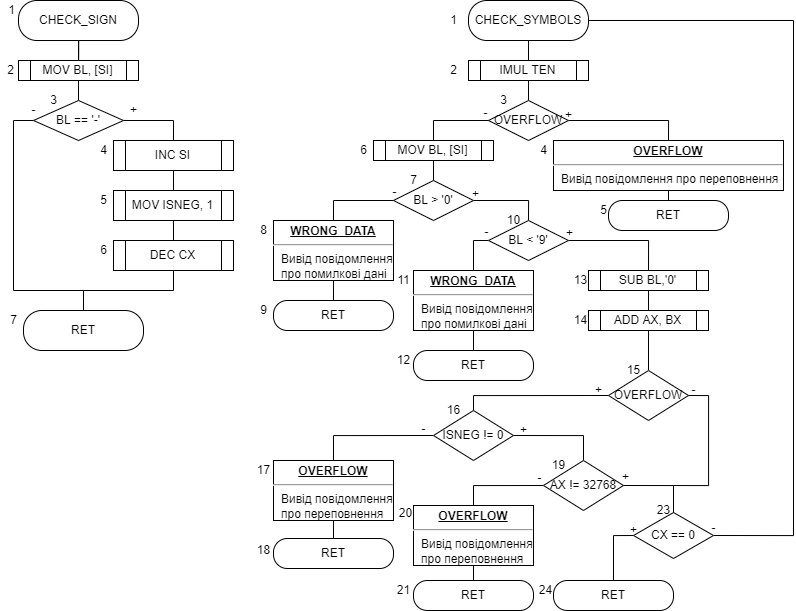 1
CHECK_SIGN
2
MOV BL, [SI]
3
-
BL == '-'
+
4
INC SI
5
MOV ISNEG, 1
6
DEC CX
7
RET
1
CHECK_SYMBOLS
2
IMUL TEN
3
-
OVERFLOW
+
4
OVERFLOW
Вивід повідомлення про переповнення
5
RET
6
MOV BL, [SI]
7
-
BL > '0'
+
8
WRONG_DATA
Вивід повідомлення
про помилкові дані
9
RET
10
-
BL < '9'
+
11
WRONG_DATA
Вивід повідомлення
про помилкові дані
12
RET
13
SUB BL,'0'
14
ADD AX, BX
15
+
OVERFLOW
-
16
-
ISNEG != 0
+
17
OVERFLOW
Вивід повідомлення
про переповнення
18
RET
19
-
AX != 32768
+
20
OVERFLOW
Вивід повідомлення
про переповнення
21
RET
23
+
CX == 0
-
24
RET